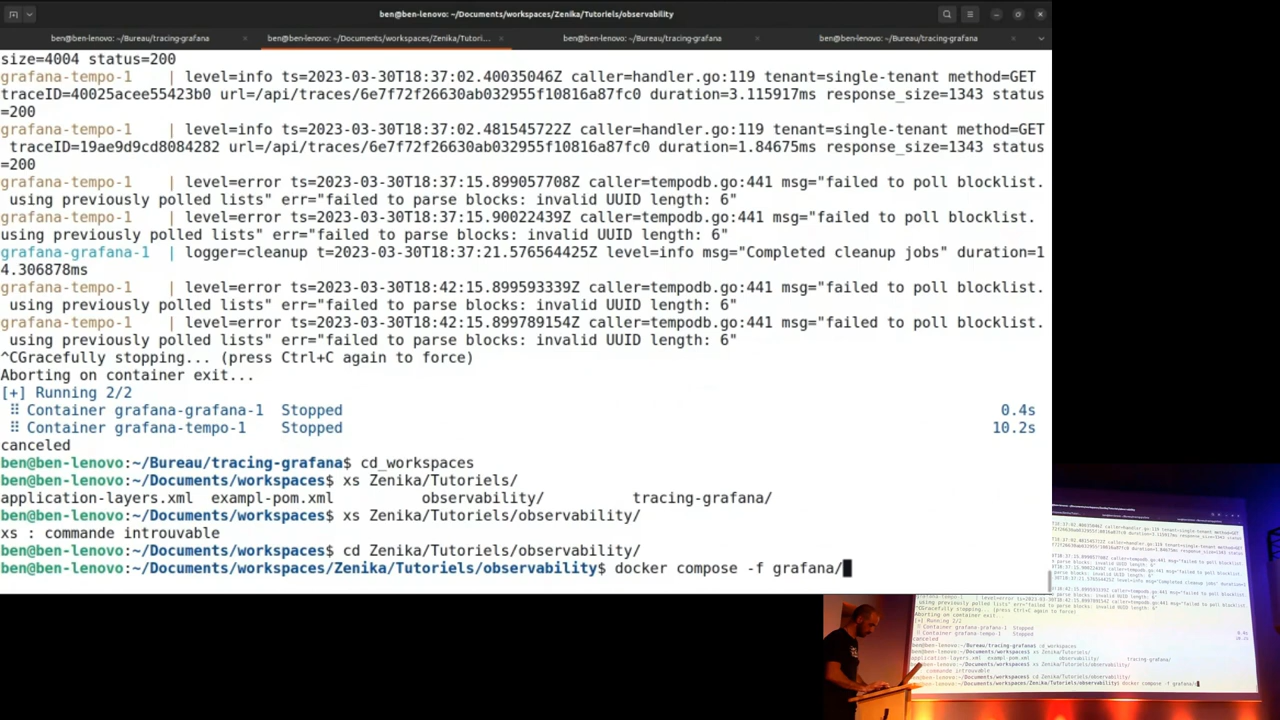 ben@ben-lenovo: ~/Documents/workspaces/Zenika/Tutoriels/observability
ben@ben-lenovo: ~/Bureau/tracing-grafana
ben@ben-lenovo: ~/Documents/workspaces/Zenika/Tutori...
ben@ben-lenovo: ~/Bureau/tracing-grafana
ben@ben-lenovo: ~/Bureau/tracing-grafana
size=4004 status=200
grafana-tempo-1 | level=info ts=2023-03-30T18:37:02.40035046Z caller=handler.go:119 tenant=single-tenant method=GET
traceID=40025acee55423b0 url=/api/traces/6e7f72f26630ab032955f10816a87fc0 duration=3.115917ms response_size=1343 status
=200
grafana-tempo-1 | level=info ts=2023-03-30T18:37:02.481545722Z caller=handler.go:119 tenant=single-tenant method=GET
traceID=19ae9d9cd8084282 url=/api/traces/6e7f72f26630ab032955f10816a87fc0 duration=1.84675ms response_size=1343 status
=200
grafana-tempo-1 | level=error ts=2023-03-30T18:37:15.899057708Z caller=tempodb.go:441 msg="failed to poll blocklist.
using previously polled lists" err="failed to parse blocks: invalid UUID length: 6"
grafana-tempo-1 | level=error ts=2023-03-30T18:37:15.90022439Z caller=tempodb.go:441 msg="failed to poll blocklist.
using previously polled lists" err="failed to parse blocks: invalid UUID length: 6"
grafana-grafana-1 | logger=cleanup t=2023-03-30T18:37:21.576564425Z level=info msg="Completed cleanup jobs" duration=1
4.306878ms
grafana-tempo-1 | level=error ts=2023-03-30T18:42:15.899593339Z caller=tempodb.go:441 msg="failed to poll blocklist.
using previously polled lists" err="failed to parse blocks: invalid UUID length: 6"
grafana-tempo-1 | level=error ts=2023-03-30T18:42:15.899789154Z caller=tempodb.go:441 msg="failed to poll blocklist.
using previously polled lists" err="failed to parse blocks: invalid UUID length: 6"
^CGracefully stopping... (press Ctrl+C again to force)
Aborting on container exit...
[+] Running 2/2
⠿ Container grafana-grafana-1 Stopped 0.4s
⠿ Container grafana-tempo-1 Stopped 10.2s
canceled
ben@ben-lenovo:~/Bureau/tracing-grafana$ cd_workspaces
ben@ben-lenovo:~/Documents/workspaces$ xs Zenika/Tutoriels/
application-layers.xml exampl-pom.xml observability/ tracing-grafana/
ben@ben-lenovo:~/Documents/workspaces$ xs Zenika/Tutoriels/observability/
xs : commande introuvable
ben@ben-lenovo:~/Documents/workspaces$ cd Zenika/Tutoriels/observability/
ben@ben-lenovo:~/Documents/workspaces/Zenika/Tutoriels/observability$ docker compose -f grafana/